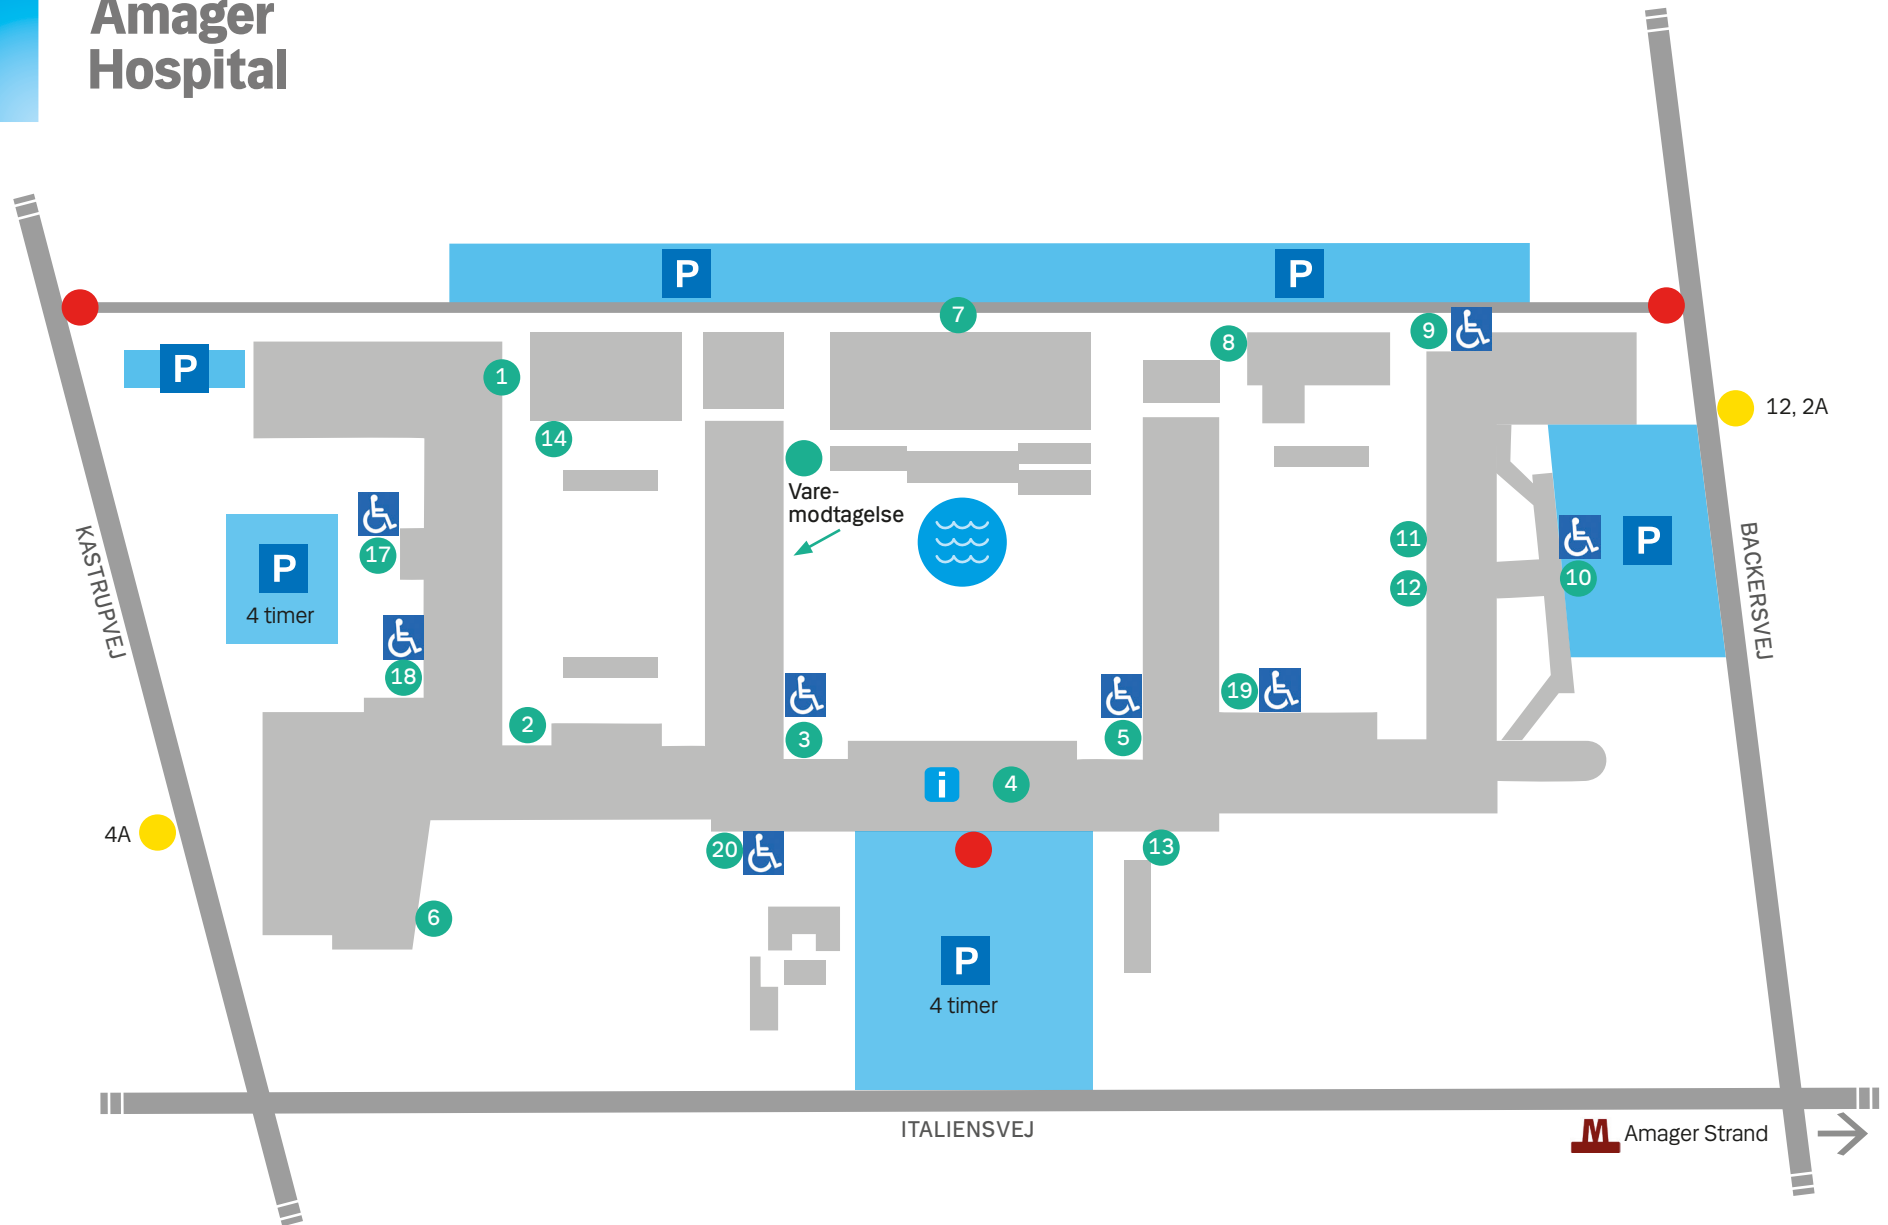 Amager
Hospital
P
P
7
9
8
P
1
12, 2A
14
Vare-
modtagelse
KASTRUPVEJ
BACKERSVEJ
17
P
4 timer
11
P
12
10
18
19
2
3
5
i
4
4A
20
13
6
P
4 timer
ITALIENSVEJ
M Amager Strand